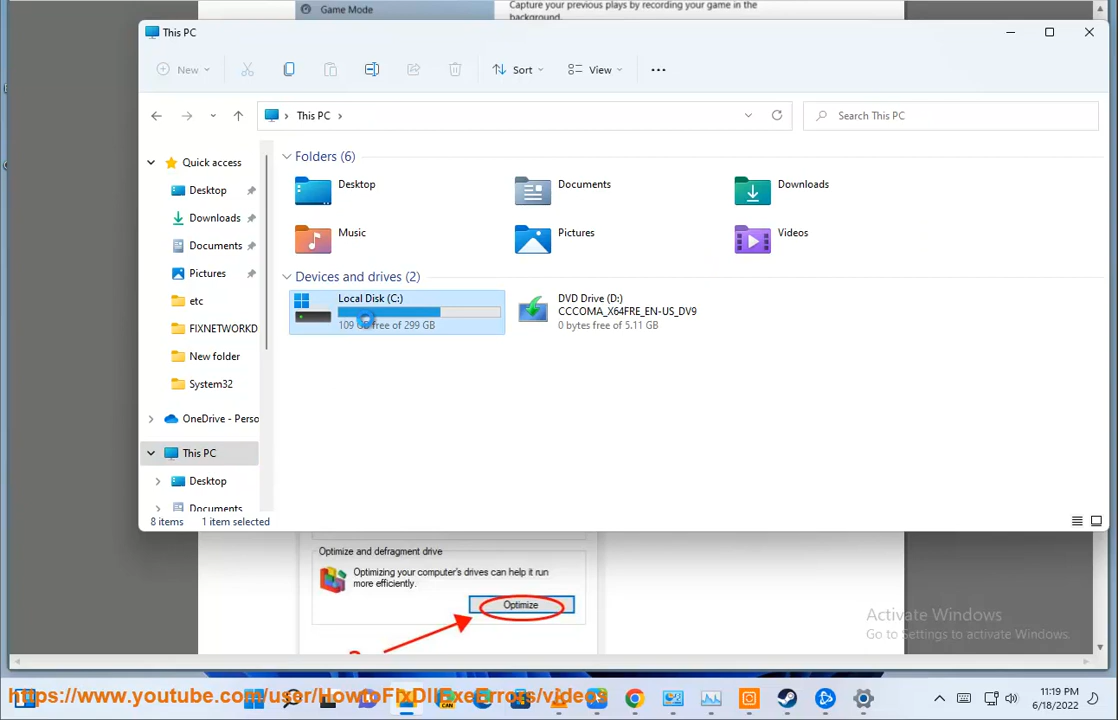 Game Mode
Capture your previous plays by recording your game in the
background.
This PC
New
Sort
View
This PC
Search This PC
Quick access
Desktop
Downloads
Documents
Pictures
etc
FIXNETWORKD
New folder
System32
OneDrive - Perso
This PC
Desktop
Documents
Folders (6)
Desktop
Documents
Downloads
Music
Pictures
Videos
Devices and drives (2)
Local Disk (C:)
109 GB free of 299 GB
DVD Drive (D:)
CCCOMA_X64FRE_EN-US_DV9
0 bytes free of 5.11 GB
8 items
1 item selected
Optimize and defragment drive
Optimizing your computer's drives can help it run
more efficiently.
Optimize
Activate Windows
Go to Settings to activate Windows.
https://www.youtube.com/user/HowtoFixDllExeErrors/videos
11:19 PM
6/18/2022